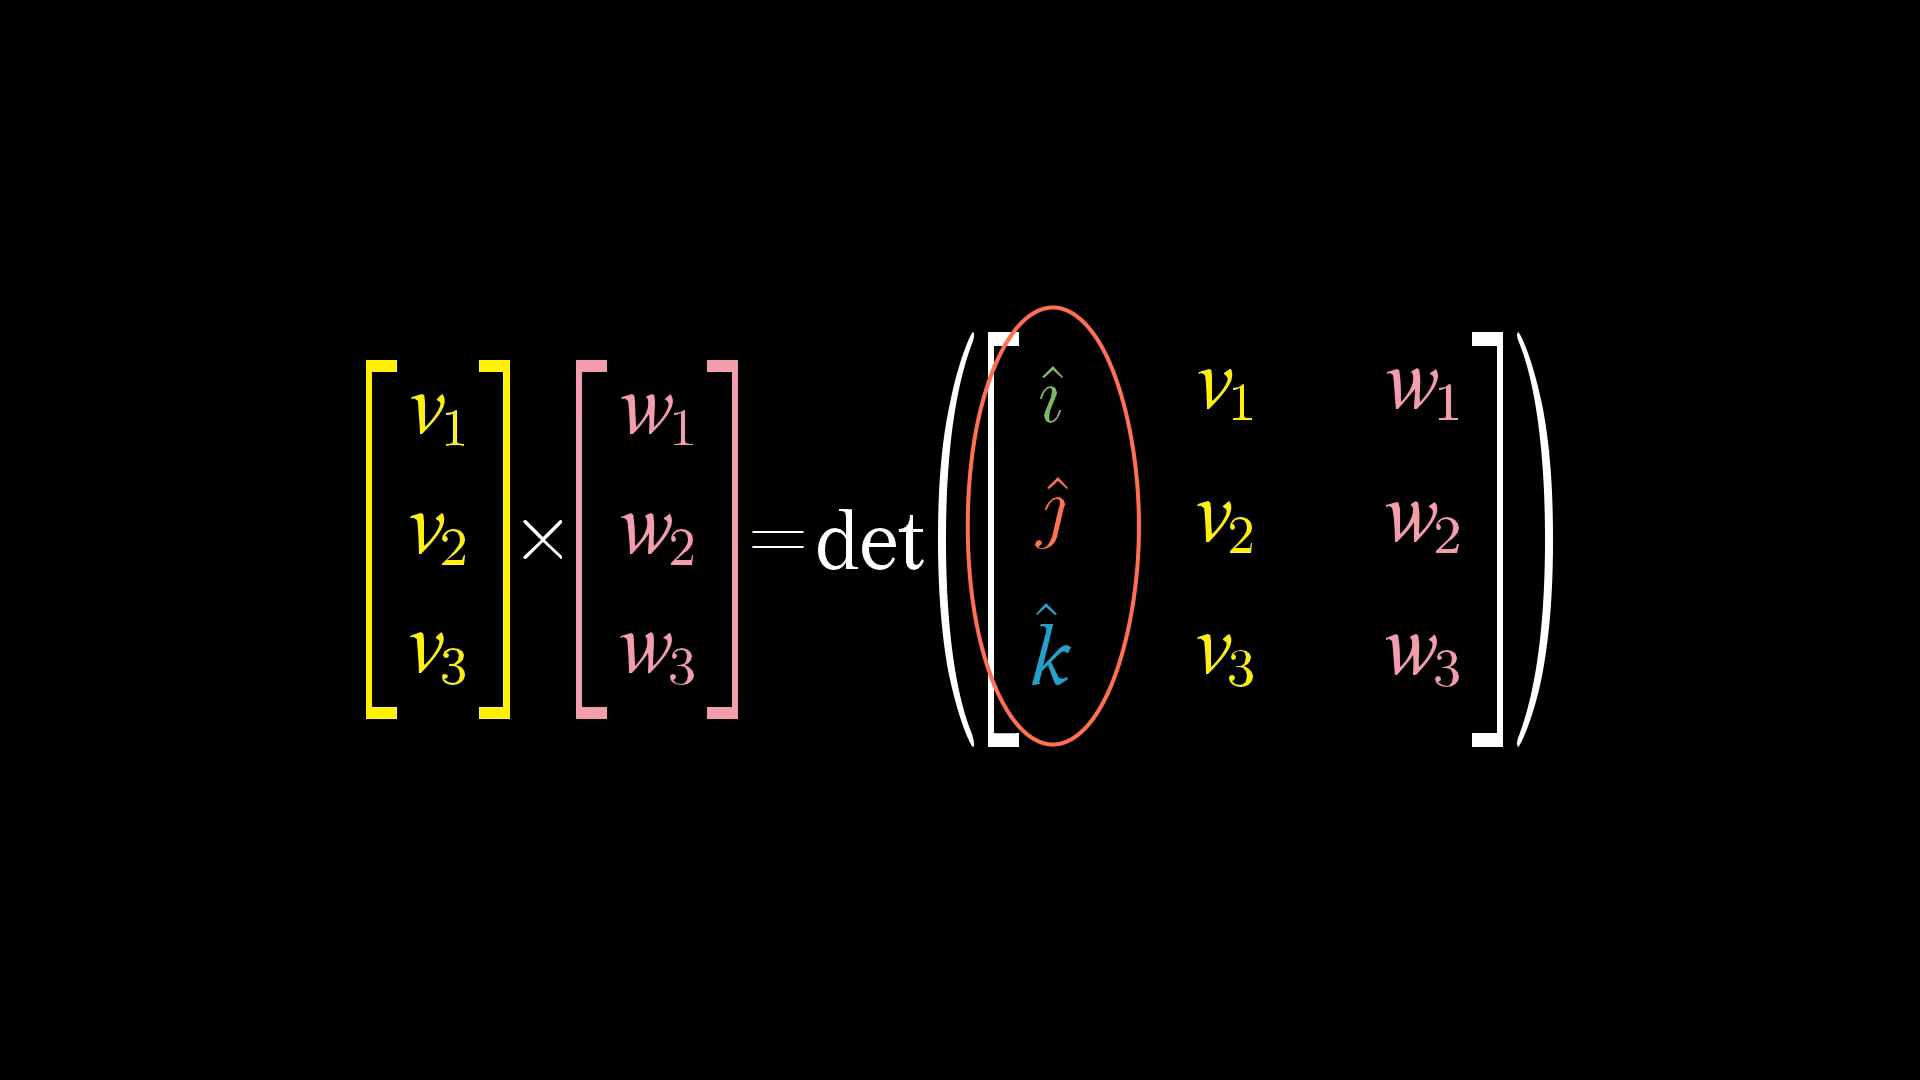 v₁ w₁ î v₁ w₁
v₂ × w₂ = det ĵ v₂ w₂
v₃ w₃ k̂ v₃ w₃